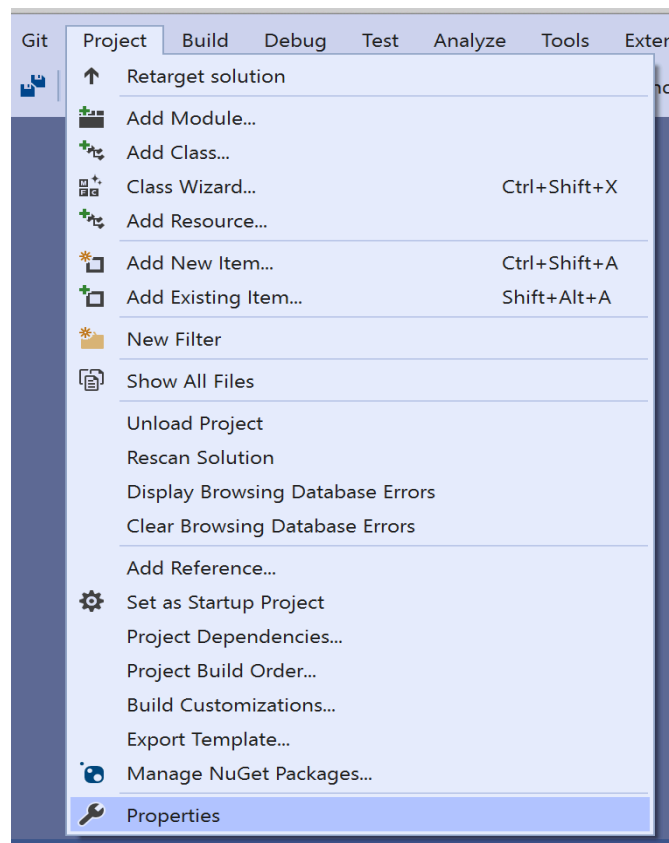 Git Project Build Debug Test Analyze Tools Exter
Retarget solution
Add Module...
Add Class...
Class Wizard... Ctrl+Shift+X
Add Resource...
Add New Item... Ctrl+Shift+A
Add Existing Item... Shift+Alt+A
New Filter
Show All Files
Unload Project
Rescan Solution
Display Browsing Database Errors
Clear Browsing Database Errors
Add Reference...
Set as Startup Project
Project Dependencies...
Project Build Order...
Build Customizations...
Export Template...
Manage NuGet Packages...
Properties